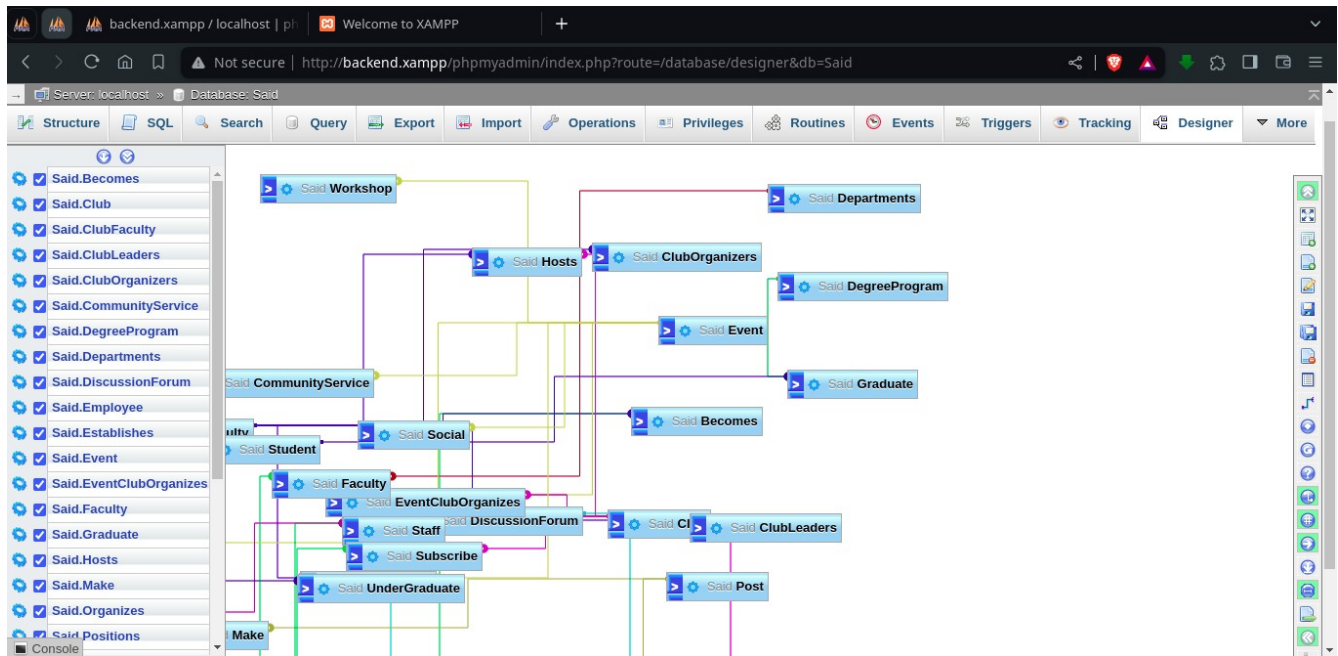 backend.xampp / localhost | ph
Welcome to XAMPP
Not secure
http://backend.xampp/phpmyadmin/index.php?route=/database/designer&db=Said
Server: localhost » Database: Said
Structure SQL Search Query Export Import Operations Privileges Routines Events Triggers Tracking Designer More
Said.Becomes
Said.Club
Said.ClubFaculty
Said.ClubLeaders
Said.ClubOrganizers
Said.CommunityService
Said.DegreeProgram
Said.Departments
Said.DiscussionForum
Said.Employee
Said.Establishes
Said.Event
Said.EventClubOrganizes
Said.Faculty
Said.Graduate
Said.Hosts
Said.Make
Said.Organizes
Said.Positions
Console
Said Workshop
Said Departments
Said Hosts
Said ClubOrganizers
Said DegreeProgram
Said Event
Said CommunityService
Said Graduate
Said Becomes
ulty
Said Social
Said Student
Said Faculty
Said EventClubOrganizes
Said Staff
Said DiscussionForum
Said Cl
Said ClubLeaders
Said Subscribe
Said UnderGraduate
Said Post
Make